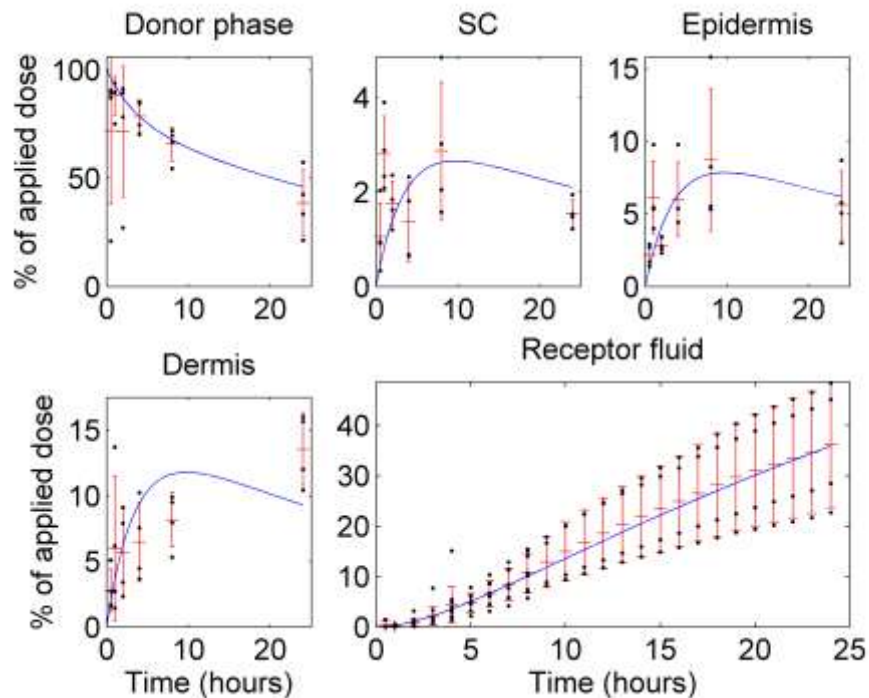 Donor phase SC Epidermis
% of applied dose
100
50
0
0 10 20
4
2
0
0 10 20
15
10
5
0
0 10 20
Dermis Receptor fluid
% of applied dose
15
10
5
0
0 10 20
Time (hours)
40
30
20
10
0
0 5 10 15 20 25
Time (hours)